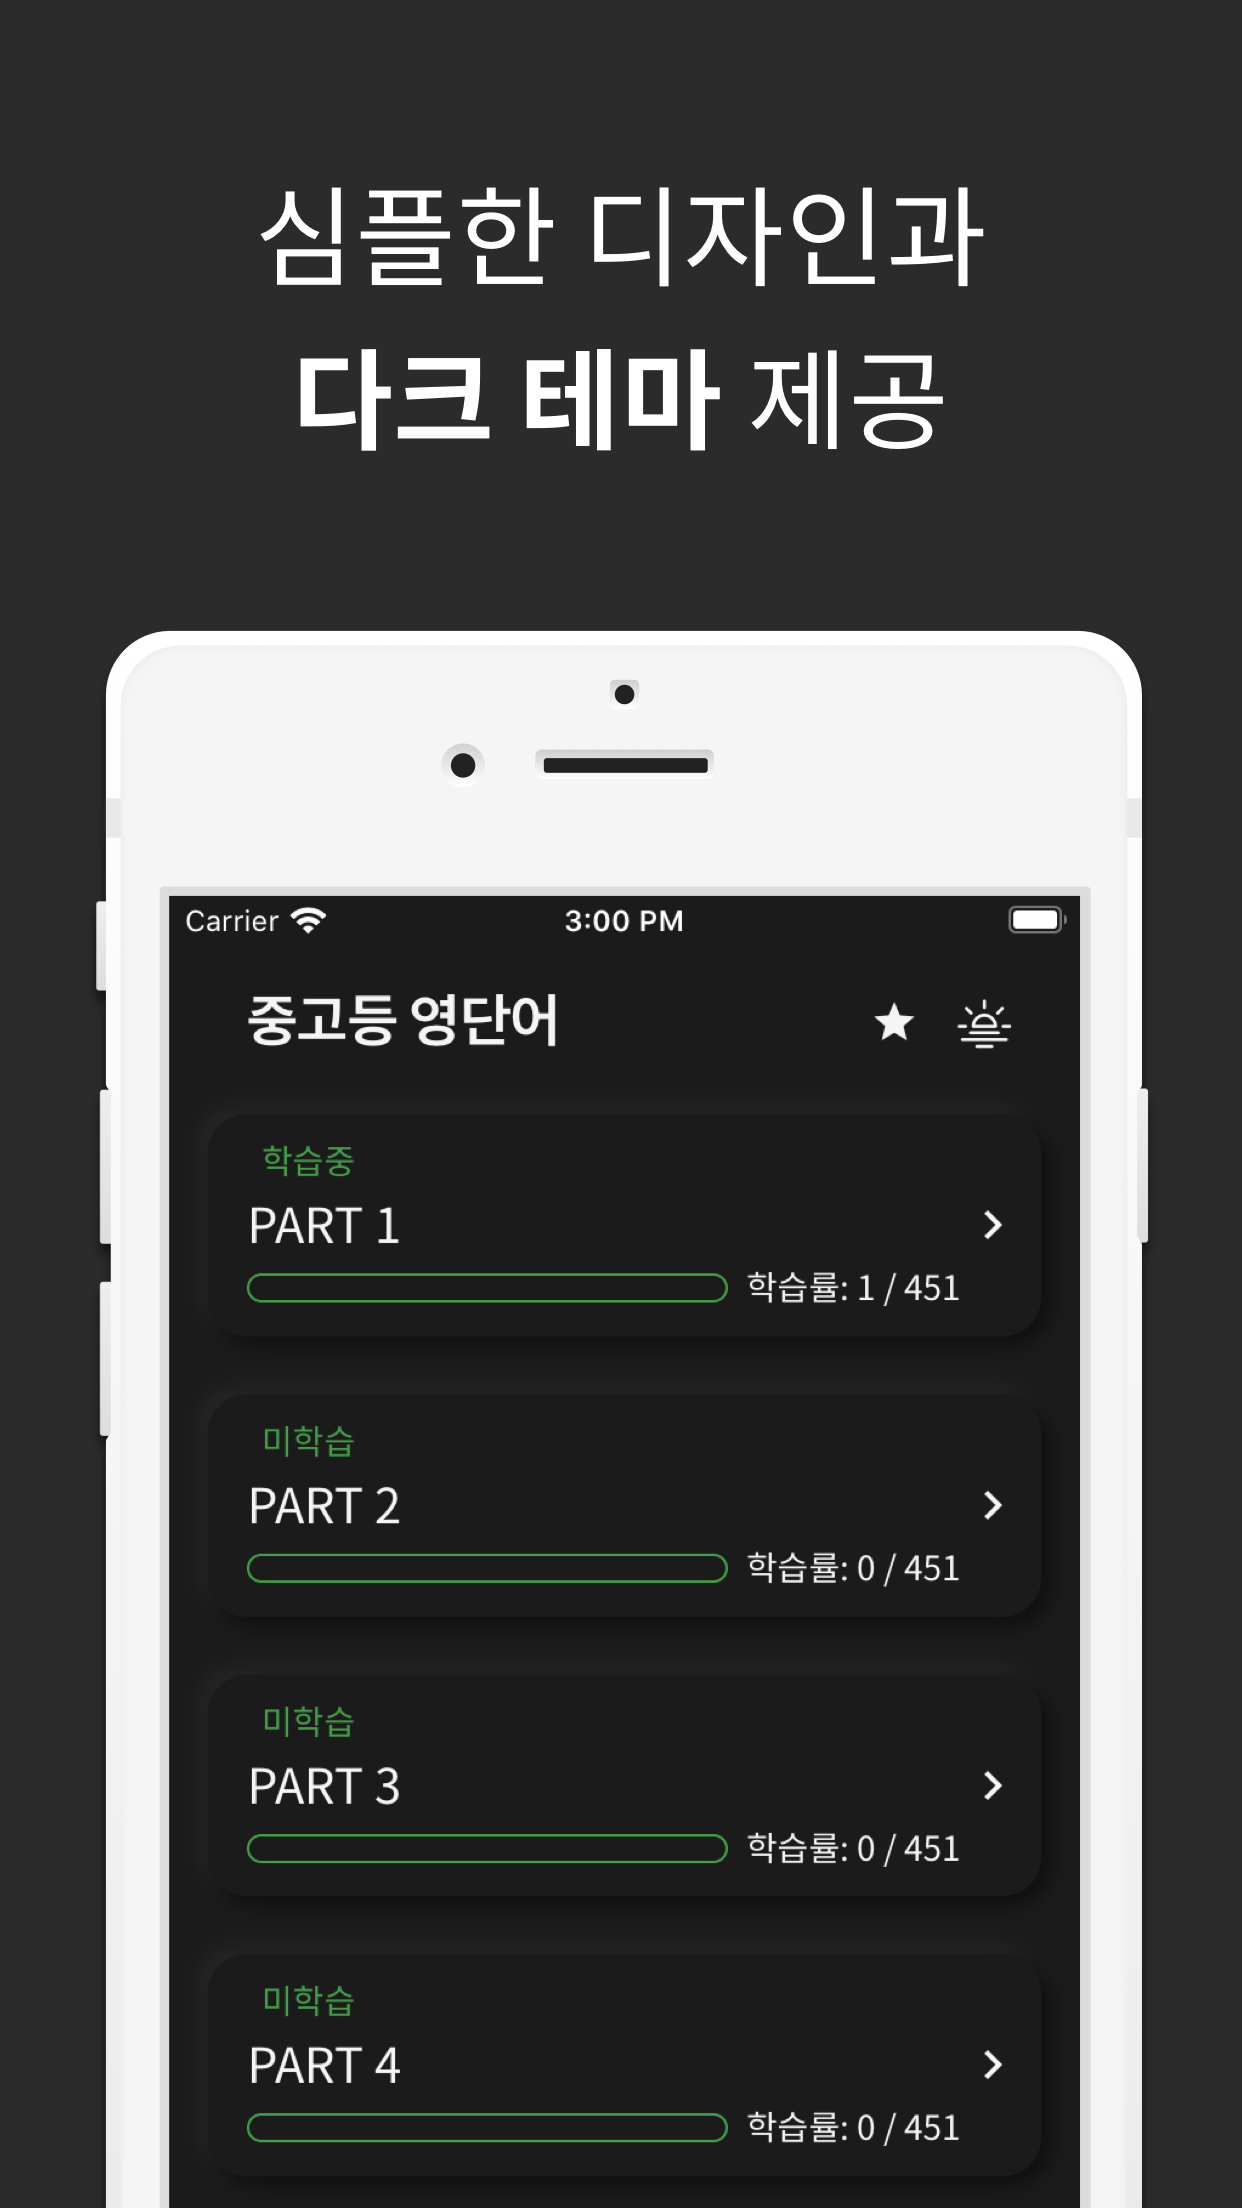 심플한 디자인과
다크 테마 제공
Carrier 3:00 PM
중고등 영단어
학습중
PART 1
학습률: 1 / 451
미학습
PART 2
학습률: 0 / 451
미학습
PART 3
학습률: 0 / 451
미학습
PART 4
학습률: 0 / 451